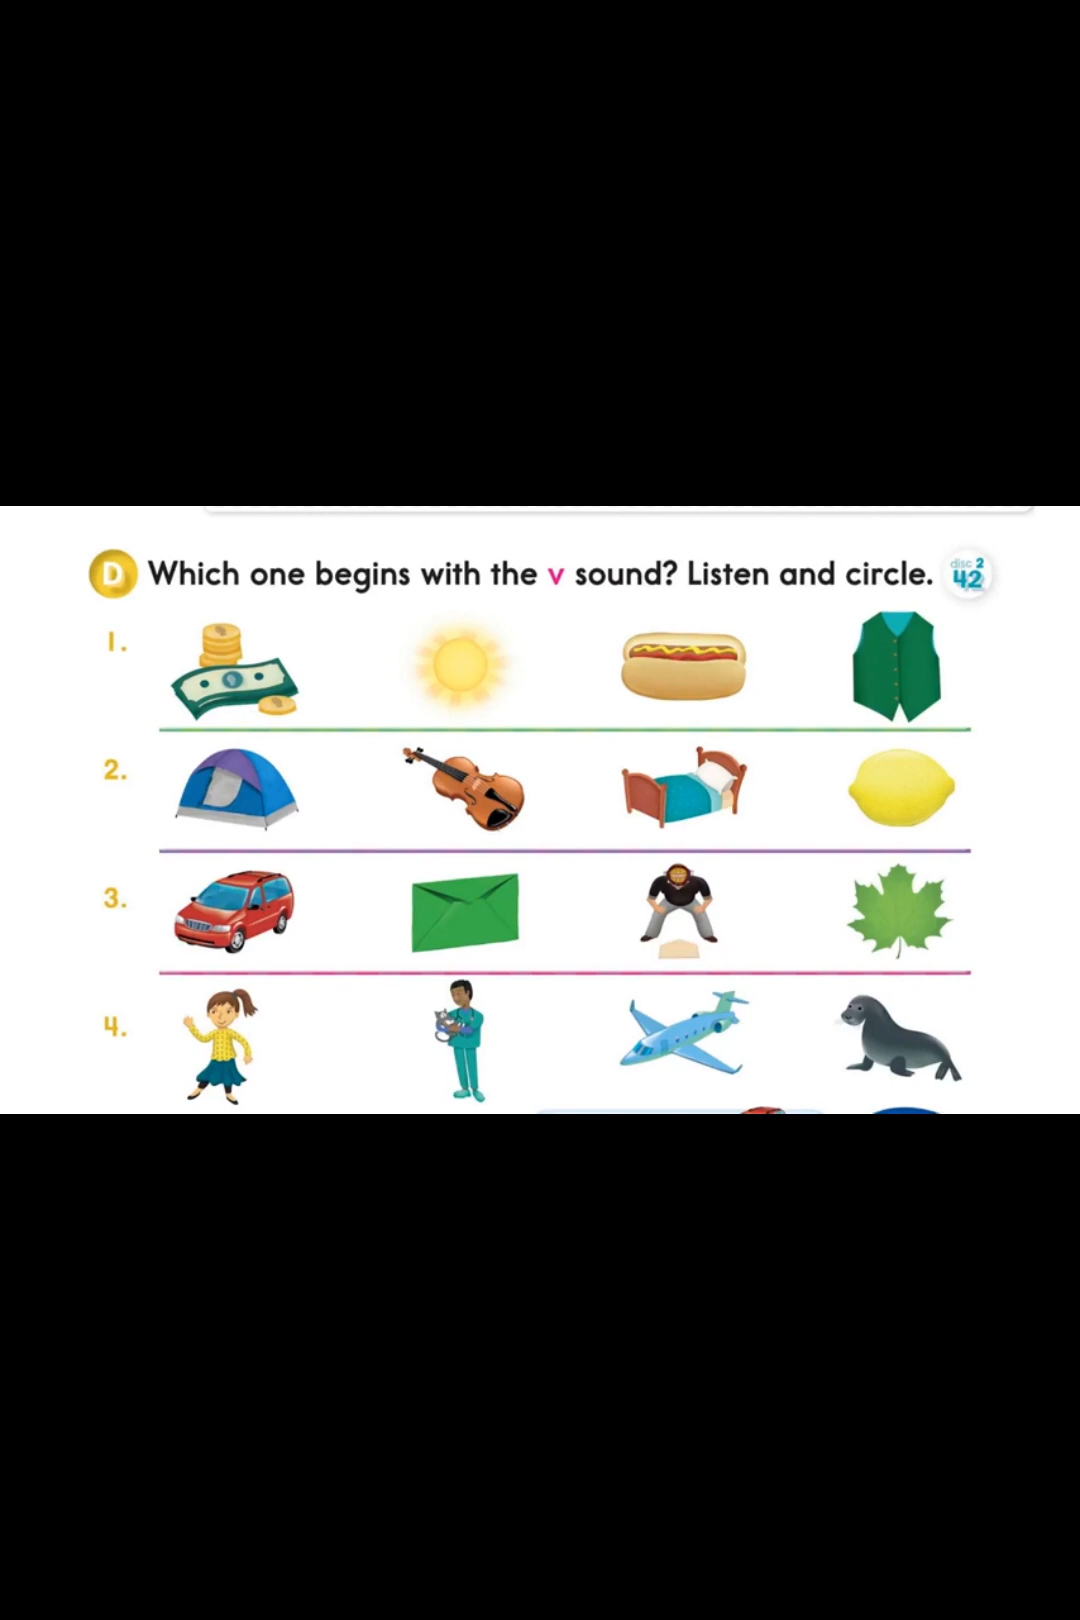 D Which one begins with the v sound? Listen and circle. disc 2 42
1.
2.
3.
4.